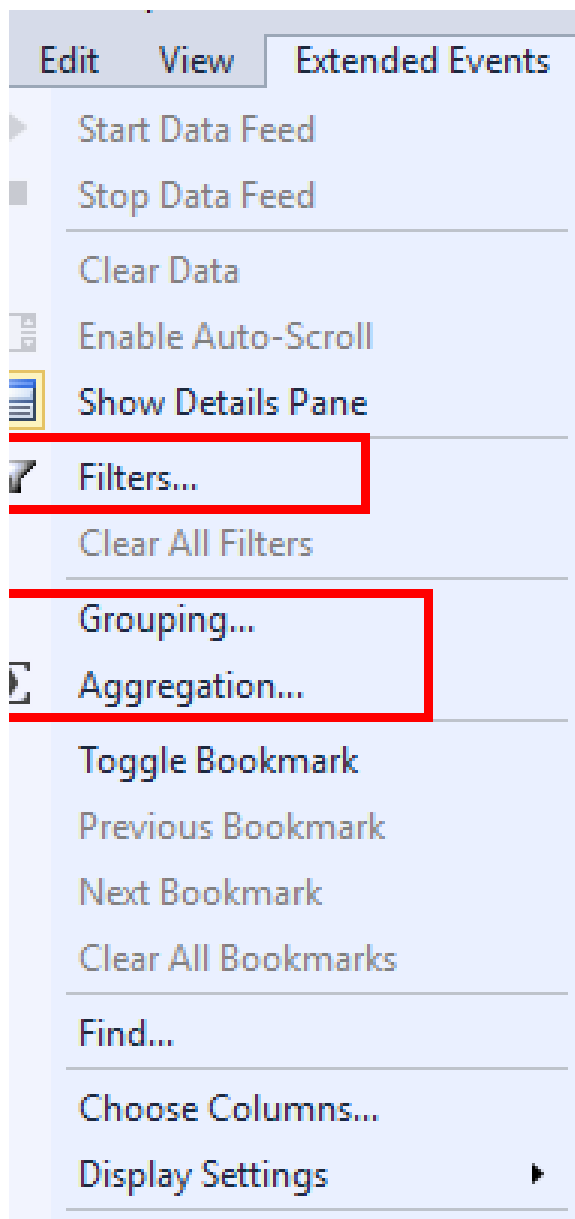 Edit View Extended Events
Start Data Feed
Stop Data Feed
Clear Data
Enable Auto-Scroll
Show Details Pane
Filters...
Clear All Filters
Grouping...
Aggregation...
Toggle Bookmark
Previous Bookmark
Next Bookmark
Clear All Bookmarks
Find...
Choose Columns...
Display Settings